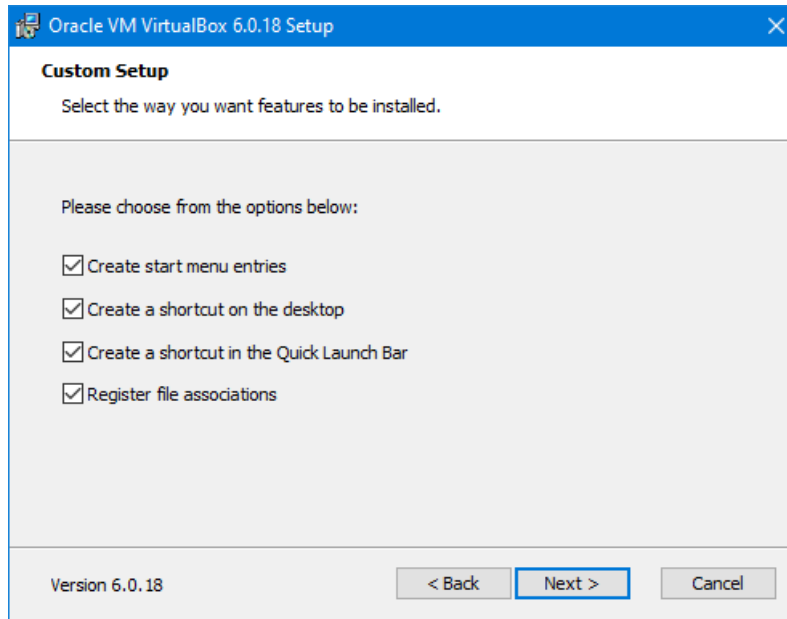 Oracle VM VirtualBox 6.0.18 Setup
Custom Setup
Select the way you want features to be installed.
Please choose from the options below:
Create start menu entries
Create a shortcut on the desktop
Create a shortcut in the Quick Launch Bar
Register file associations
Version 6.0.18 < Back Next > Cancel